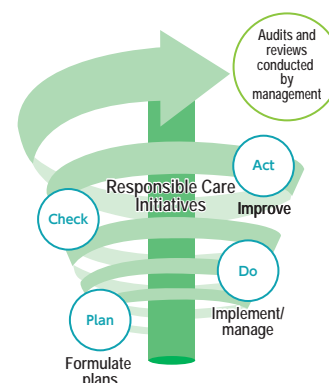 Audits and
reviews
conducted
by
management
Act
Responsible Care
Initiatives
Improve
Check
Do
Implement/
manage
Plan
Formulate
plans